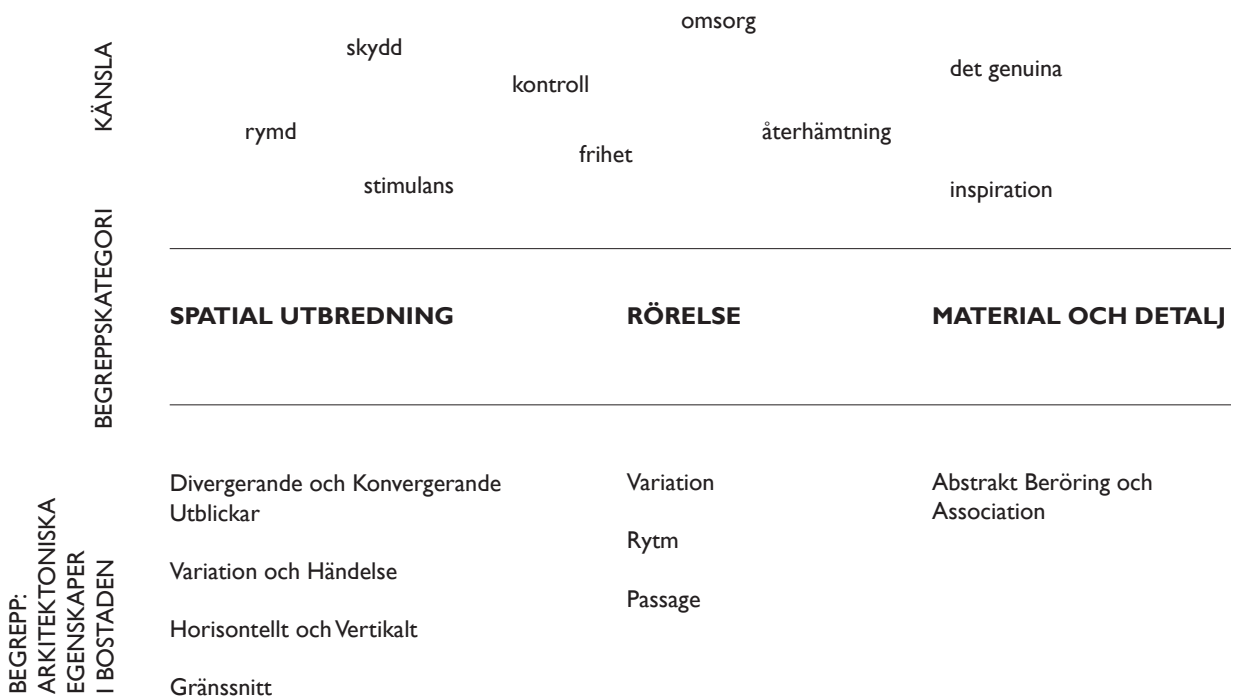 KÄNSLA
omsorg
skydd
det genuina
kontroll
rymd
återhämtning
frihet
stimulans
inspiration
BEGREPPSKATEGORI
SPATIAL UTBREDNING
RÖRELSE
MATERIAL OCH DETALJ
BEGREPP:
ARKITEKTONISKA
EGENSKAPER
I BOSTADEN
Divergerande och Konvergerande
Utblickar
Variation och Händelse
Horisontellt och Vertikalt
Gränssnitt
Variation
Rytm
Passage
Abstrakt Beröring och
Association